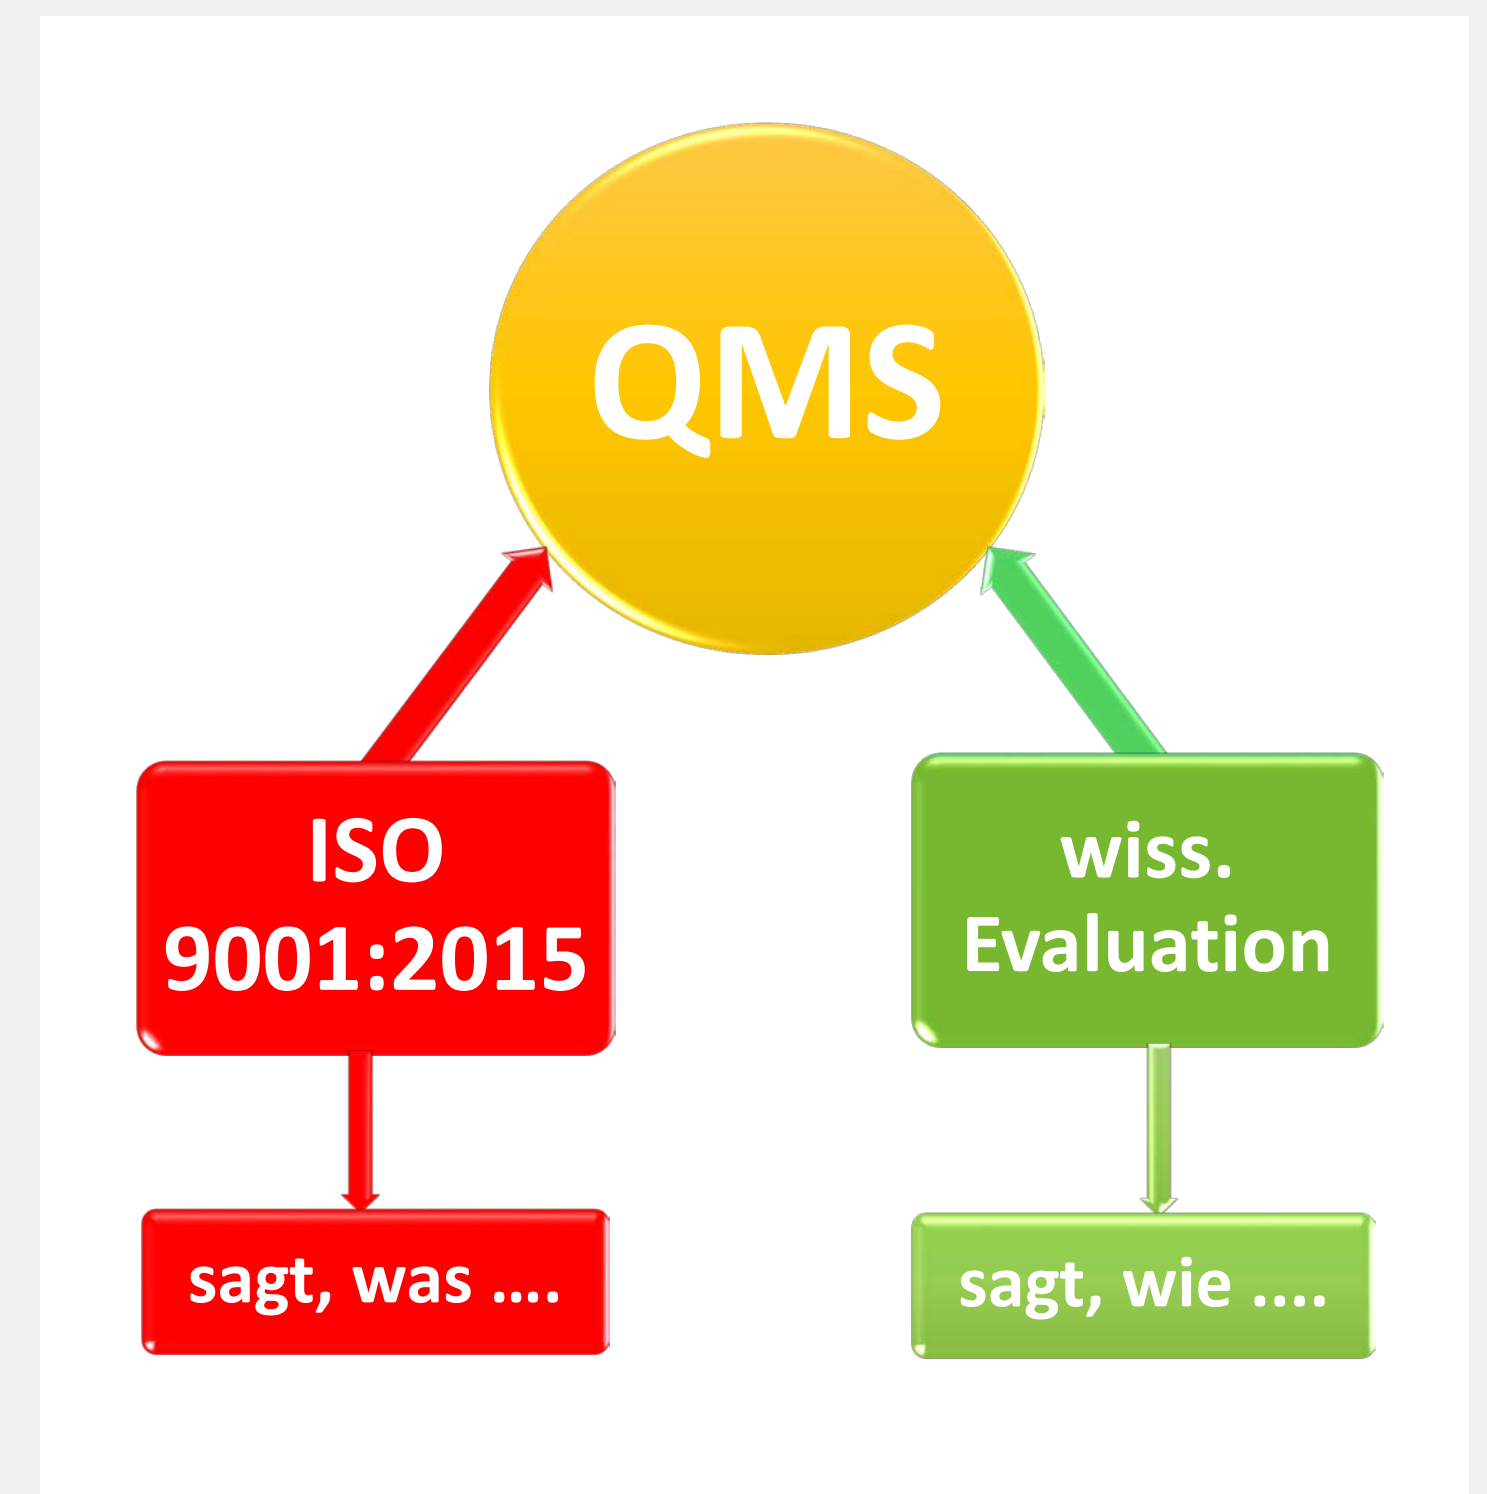 QMS
ISO
9001:2015
wiss.
Evaluation
sagt, was ....
sagt, wie ....